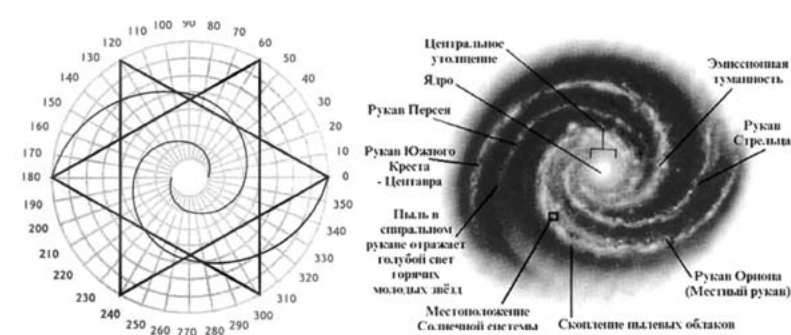 90
100
80
110
70
120
60
130
50
140
40
150
30
160
20
170
10
180
0
190
350
200
340
210
330
220
320
230
310
240
300
250
290
260
280
270
Центральное
утолщение
Ядро
Эмиссионная
туманность
Рукав Персея
Рукав
Стрельца
Рукав Южного
Креста
- Центавра
Пыль в
спиральном
рукаве отражает
голубой свет
горячих
молодых звёзд
Рукав Ориона
(Местный рукав)
Местоположение
Солнечной системы
Скопление пылевых облаков